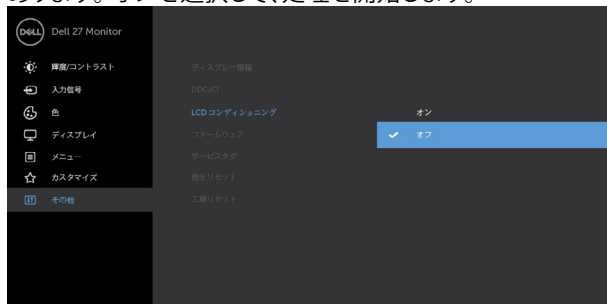 あります。オンを選択して、処理を開始します。
DELL Dell 27 Monitor
輝度/コントラスト
ディスプレー情報
入力信号
DDC/CI
色
LCD コンディショニング
オン
ディスプレイ
ファームウェア
オフ
メニュー
サービスタグ
カスタマイズ
他をリセット
その他
工場リセット